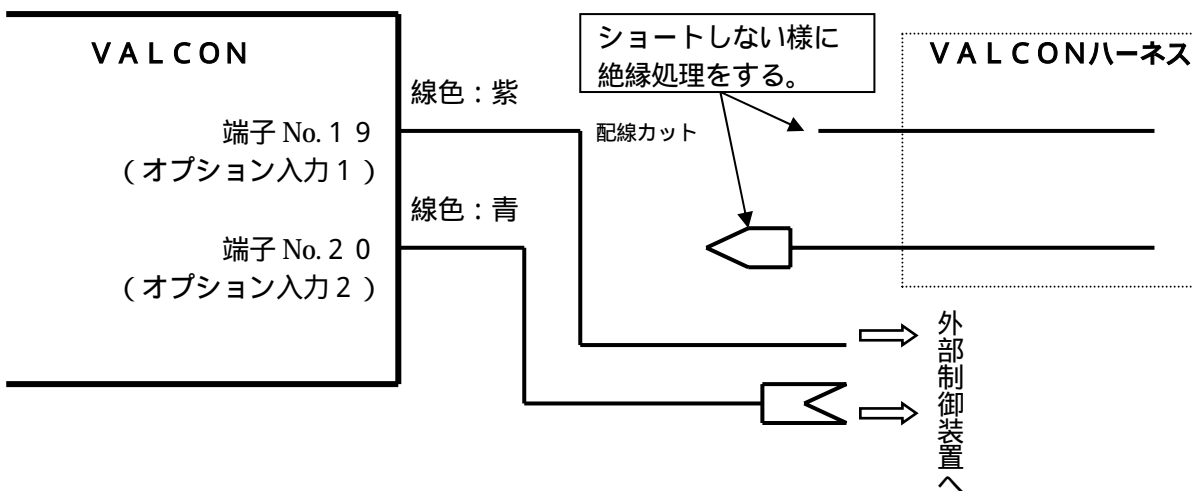 VALCON
端子 No.19
(オプション入力1)
端子 No.20
(オプション入力2)
線色：紫
線色：青
ショートしない様に
絶縁処理をする。
配線カット
VALCONハーネス
外部制御装置へ